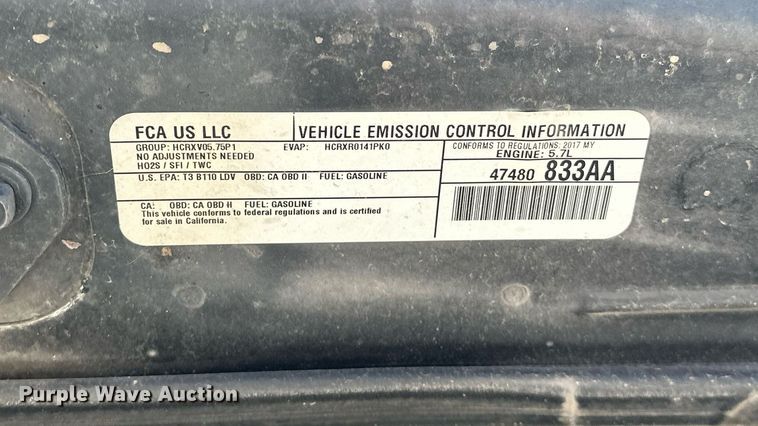 FCA US LLC
VEHICLE EMISSION CONTROL INFORMATION
GROUP: HCRXV05.75P1
EVAP: HCRXR0141PK0
NO ADJUSTMENTS NEEDED
HO2S / SFI / TWC
CONFORMS TO REGULATIONS: 2017 MY
ENGINE: 5.7L
U.S. EPA: T3 B110 LDV OBD: CA OBD II FUEL: GASOLINE
47480 833AA
CA: OBD: CA OBD II FUEL: GASOLINE
This vehicle conforms to federal regulations and is certified
for sale in California.
Purple Wave Auction